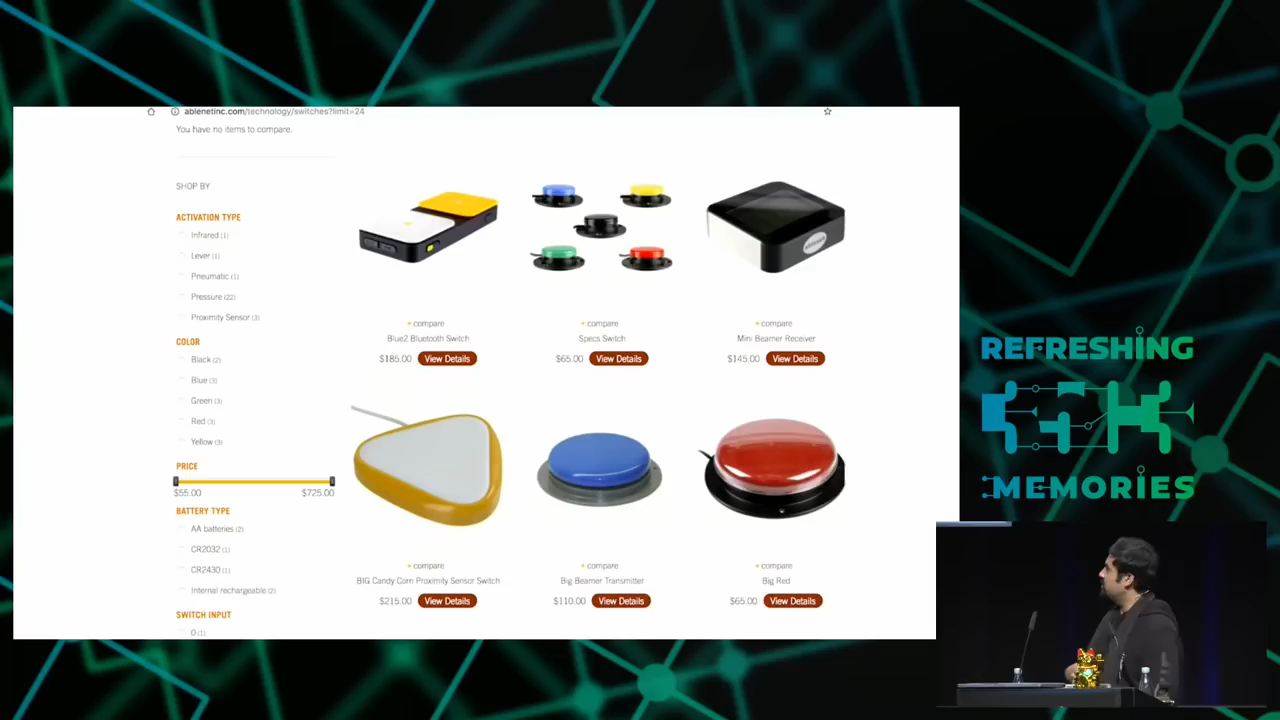 ablenetinc.com/technology/switches?limit=24
You have no items to compare.
SHOP BY
ACTIVATION TYPE
Infrared (1)
Lever (1)
Pneumatic (1)
Pressure (22)
Proximity Sensor (3)
COLOR
Black (2)
Blue (3)
Green (3)
Red (3)
Yellow (3)
PRICE
$55.00 $725.00
BATTERY TYPE
AA batteries (2)
CR2032 (1)
CR2430 (1)
Internal rechargeable (2)
SWITCH INPUT
0 (1)
+ compare
Blue2 Bluetooth Switch
$185.00 View Details
+ compare
Specs Switch
$65.00 View Details
+ compare
Mini Beamer Receiver
$145.00 View Details
+ compare
BIG Candy Corn Proximity Sensor Switch
$215.00 View Details
+ compare
Big Beamer Transmitter
$110.00 View Details
+ compare
Big Red
$65.00 View Details
REFRESHING
MEMORIES